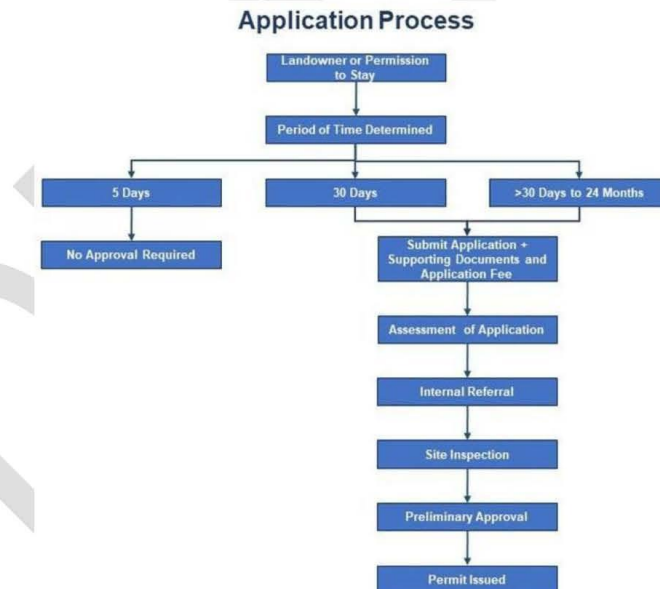 Application Process
Landowner or Permission
to Stay
Period of Time Determined
5 Days
30 Days
>30 Days to 24 Months
No Approval Required
Submit Application +
Supporting Documents and
Application Fee
Assessment of Application
Internal Referral
Site Inspection
Preliminary Approval
Permit Issued